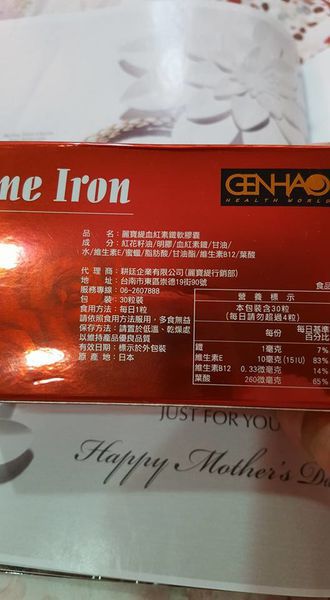 me Iron
GENHAO
HEALTH WORLD
品 名：麗寶緹血紅素鐵軟膠囊
成 分：紅花籽油/明膠/血紅素鐵/甘油/
水/維生素E/蜜蠟/脂肪酸/甘油酯/維生素B12/葉酸
代 理 商：耕廷企業有限公司(麗寶緹行銷部)
地 址：台南市東區崇德19街90號
服務專線：06-2607888
包 裝：30粒裝
食用方法：每日1粒
請依照食用方法服用，多食無益
保存方法：請置於低溫、乾燥處
以維持產品優良品質
有效日期：標示於外包裝
原 產 地：日本
食品
營 養 標 示
本包裝含30粒
(每日請勿超過4粒)
每份 每日基準
百分比
鐵 1毫克 7%
維生素E 10毫克(15IU) 83%
維生素B12 0.33微毫克 14%
葉酸 260微毫克 65%
JUST FOR YOU
Happy Mother's Da